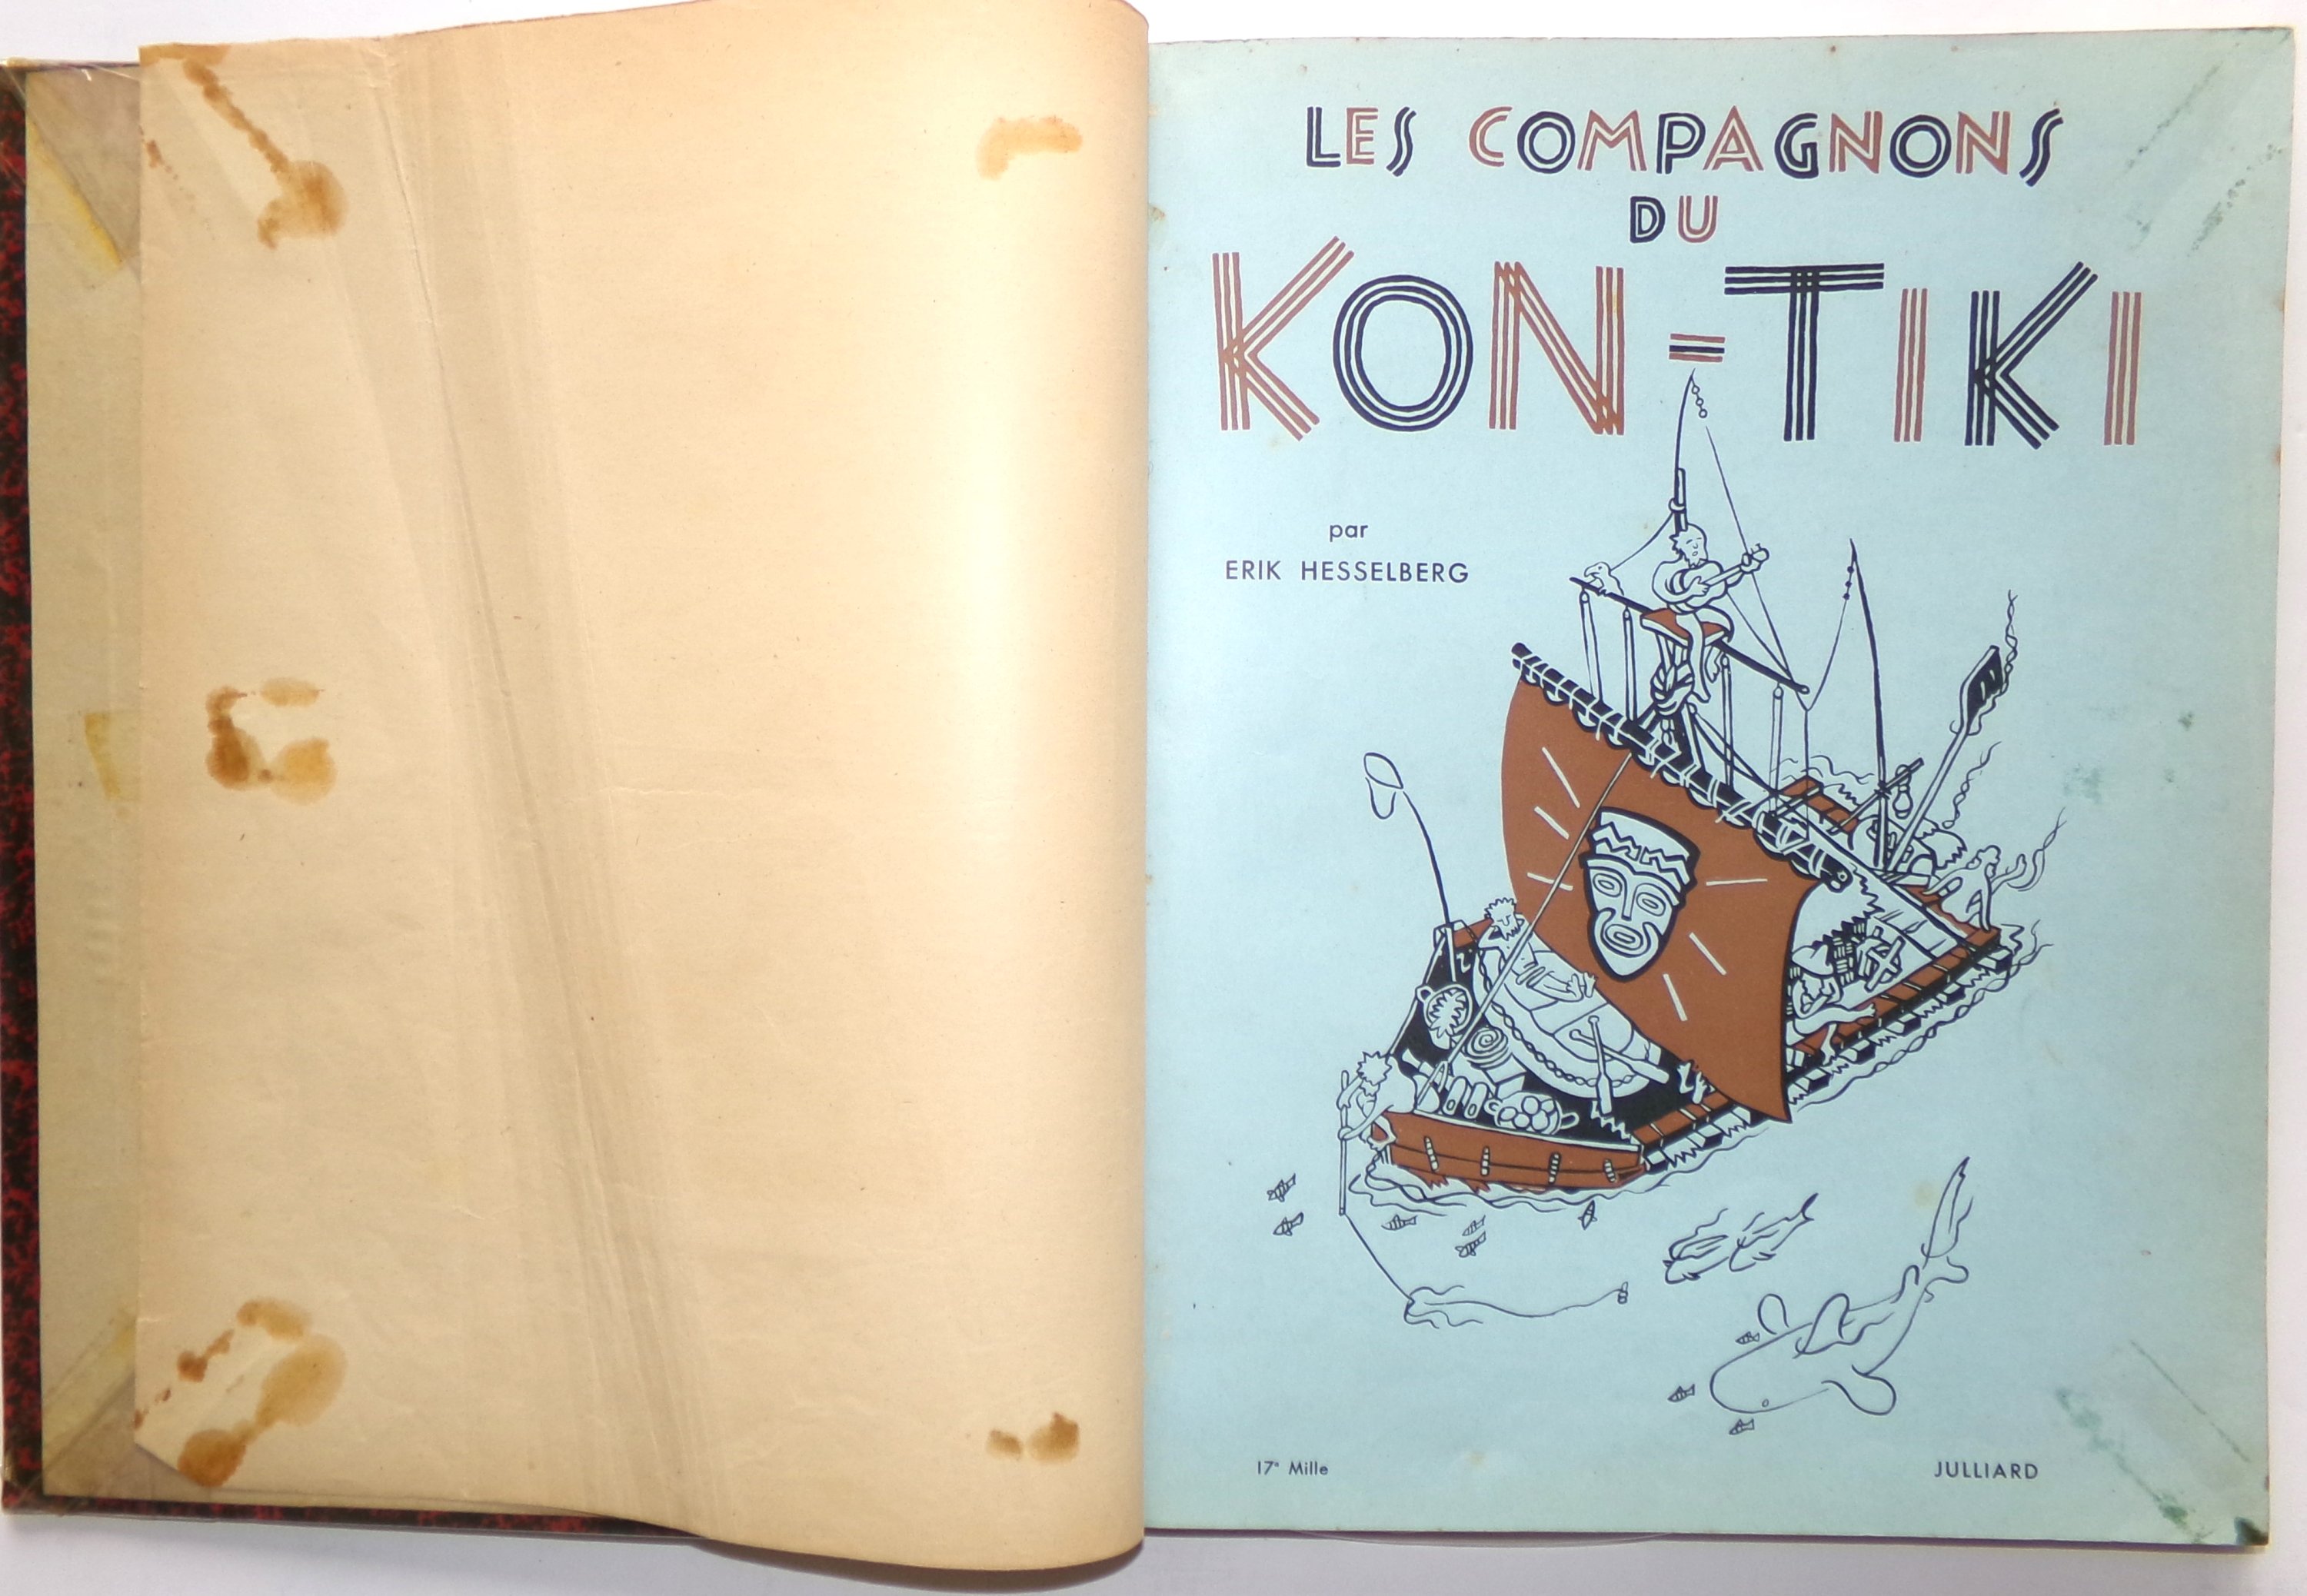 LES COMPAGNONS
DU
KON-TIKI
par
ERIK HESSELBERG
17e Mille
JULLIARD